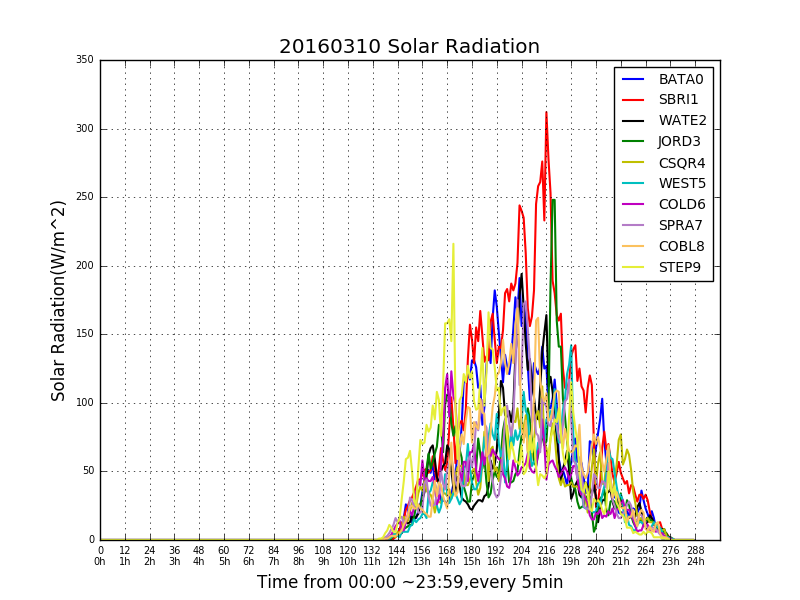 20160310 Solar Radiation
350
300
250
200
150
100
50
0
Solar Radiation(W/m^2)
BATA0
SBRI1
WATE2
JORD3
CSQR4
WEST5
COLD6
SPRA7
COBL8
STEP9
0 12 24 36 48 60 72 84 96 108 120 132 144 156 168 180 192 204 216 228 240 252 264 276 288
0h 1h 2h 3h 4h 5h 6h 7h 8h 9h 10h 11h 12h 13h 14h 15h 16h 17h 18h 19h 20h 21h 22h 23h 24h
Time from 00:00 ~23:59,every 5min